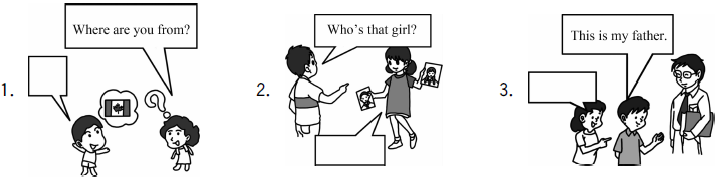 1.
Where are you from?
2.
Who's that girl?
3.
This is my father.